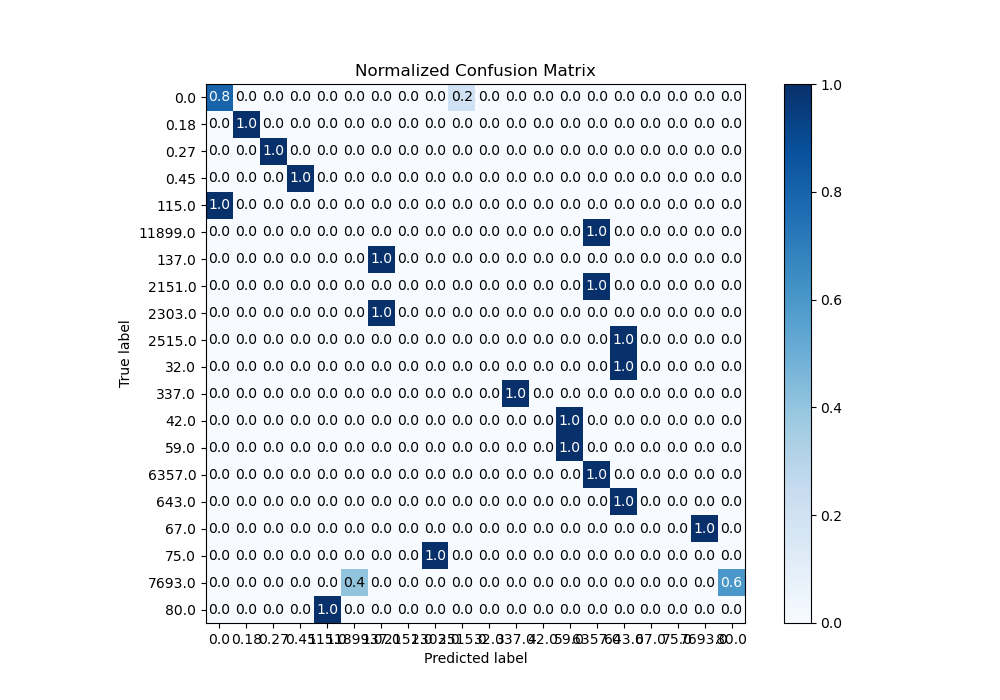 Normalized Confusion Matrix
0.0 0.8 0.0 0.0 0.0 0.0 0.0 0.0 0.0 0.0 0.2 0.0 0.0 0.0 0.0 0.0 0.0 0.0 0.0 0.0 0.0
0.18 0.0 1.0 0.0 0.0 0.0 0.0 0.0 0.0 0.0 0.0 0.0 0.0 0.0 0.0 0.0 0.0 0.0 0.0 0.0 0.0
0.27 0.0 0.0 1.0 0.0 0.0 0.0 0.0 0.0 0.0 0.0 0.0 0.0 0.0 0.0 0.0 0.0 0.0 0.0 0.0 0.0
0.45 0.0 0.0 0.0 1.0 0.0 0.0 0.0 0.0 0.0 0.0 0.0 0.0 0.0 0.0 0.0 0.0 0.0 0.0 0.0 0.0
115.0 1.0 0.0 0.0 0.0 0.0 0.0 0.0 0.0 0.0 0.0 0.0 0.0 0.0 0.0 0.0 0.0 0.0 0.0 0.0 0.0
11899.0 0.0 0.0 0.0 0.0 0.0 0.0 0.0 0.0 0.0 0.0 0.0 0.0 0.0 0.0 1.0 0.0 0.0 0.0 0.0 0.0
137.0 0.0 0.0 0.0 0.0 0.0 0.0 1.0 0.0 0.0 0.0 0.0 0.0 0.0 0.0 0.0 0.0 0.0 0.0 0.0 0.0
2151.0 0.0 0.0 0.0 0.0 0.0 0.0 0.0 0.0 0.0 0.0 0.0 0.0 0.0 0.0 1.0 0.0 0.0 0.0 0.0 0.0
2303.0 0.0 0.0 0.0 0.0 0.0 0.0 1.0 0.0 0.0 0.0 0.0 0.0 0.0 0.0 0.0 0.0 0.0 0.0 0.0 0.0
2515.0 0.0 0.0 0.0 0.0 0.0 0.0 0.0 0.0 0.0 0.0 0.0 0.0 0.0 0.0 0.0 1.0 0.0 0.0 0.0 0.0
32.0 0.0 0.0 0.0 0.0 0.0 0.0 0.0 0.0 0.0 0.0 0.0 0.0 0.0 0.0 0.0 1.0 0.0 0.0 0.0 0.0
337.0 0.0 0.0 0.0 0.0 0.0 0.0 0.0 0.0 0.0 0.0 0.0 1.0 0.0 0.0 0.0 0.0 0.0 0.0 0.0 0.0
42.0 0.0 0.0 0.0 0.0 0.0 0.0 0.0 0.0 0.0 0.0 0.0 0.0 0.0 1.0 0.0 0.0 0.0 0.0 0.0 0.0
59.0 0.0 0.0 0.0 0.0 0.0 0.0 0.0 0.0 0.0 0.0 0.0 0.0 0.0 1.0 0.0 0.0 0.0 0.0 0.0 0.0
6357.0 0.0 0.0 0.0 0.0 0.0 0.0 0.0 0.0 0.0 0.0 0.0 0.0 0.0 0.0 1.0 0.0 0.0 0.0 0.0 0.0
643.0 0.0 0.0 0.0 0.0 0.0 0.0 0.0 0.0 0.0 0.0 0.0 0.0 0.0 0.0 0.0 1.0 0.0 0.0 0.0 0.0
67.0 0.0 0.0 0.0 0.0 0.0 0.0 0.0 0.0 0.0 0.0 0.0 0.0 0.0 0.0 0.0 0.0 0.0 0.0 1.0 0.0
75.0 0.0 0.0 0.0 0.0 0.0 0.0 0.0 0.0 1.0 0.0 0.0 0.0 0.0 0.0 0.0 0.0 0.0 0.0 0.0 0.0
7693.0 0.0 0.0 0.0 0.0 0.0 0.4 0.0 0.0 0.0 0.0 0.0 0.0 0.0 0.0 0.0 0.0 0.0 0.0 0.0 0.6
80.0 0.0 0.0 0.0 0.0 1.0 0.0 0.0 0.0 0.0 0.0 0.0 0.0 0.0 0.0 0.0 0.0 0.0 0.0 0.0 0.0
0.0 0.18 0.27 0.45 115.0 11899.0 137.0 2151.0 2303.0 2515.0 32.0 337.0 42.0 59.0 6357.0 643.0 67.0 75.0 7693.0 80.0
Predicted label
True label
1.0
0.8
0.6
0.4
0.2
0.0